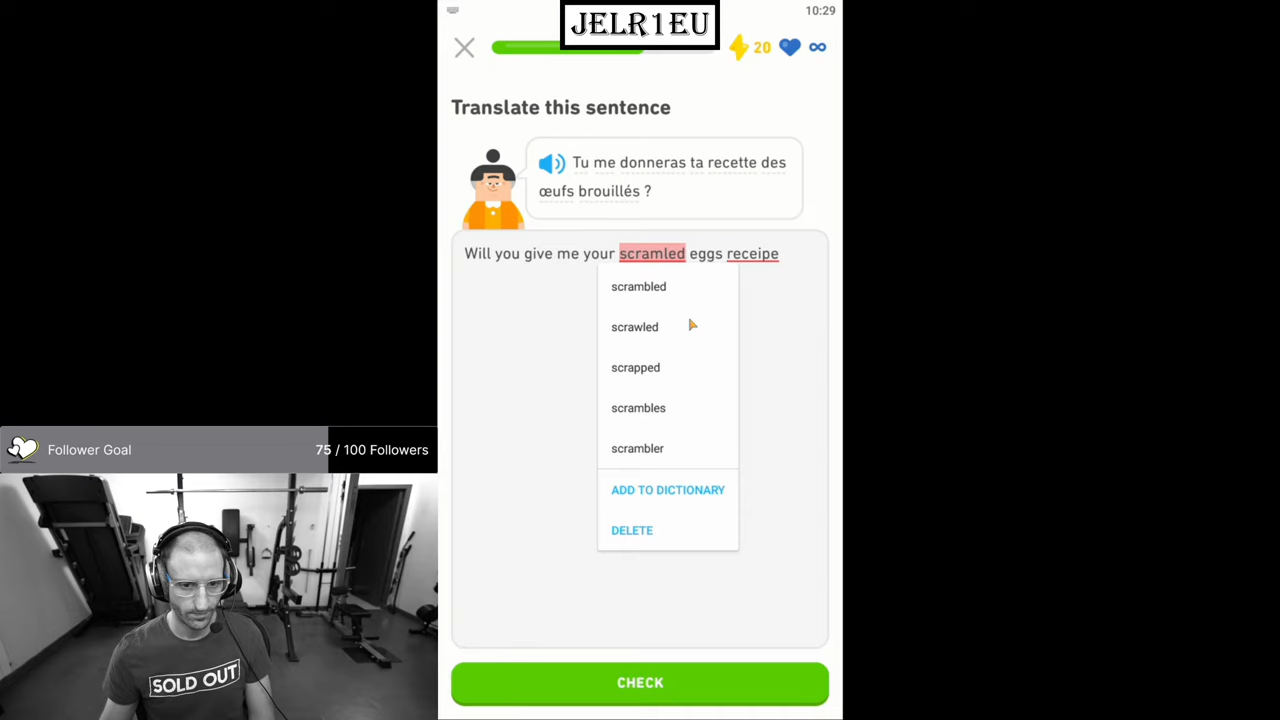 JELR1EU
10:29
20
Translate this sentence
Tu me donneras ta recette des
œufs brouillés ?
Will you give me your scramled eggs receipe
scrambled
scrawled
scrapped
scrambles
scrambler
ADD TO DICTIONARY
DELETE
CHECK
Follower Goal 75 / 100 Followers
SOLD OUT